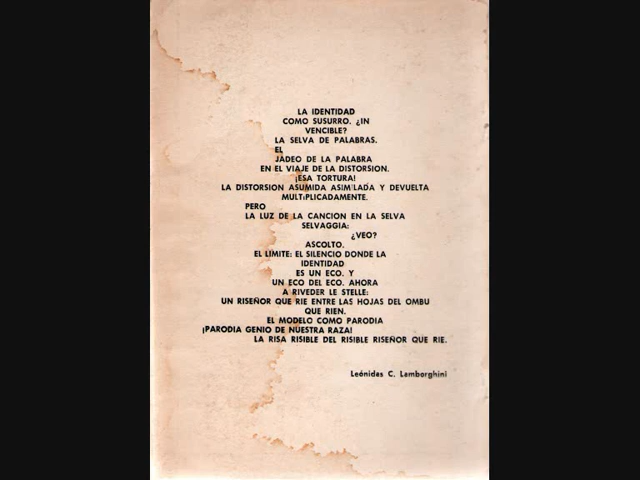 LA IDENTIDAD
COMO SUSURRO. ¿IN
VENCIBLE?
LA SELVA DE PALABRAS.
EL
JADEO DE LA PALABRA
EN EL VIAJE DE LA DISTORSION.
¡ESA TORTURA!
LA DISTORSION ASUMIDA ASIMILADA Y DEVUELTA
MULTIPLICADAMENTE.
PERO
LA LUZ DE LA CANCION EN LA SELVA
SELVAGGIA:
¿VEO?
ASCOLTO.
EL LIMITE: EL SILENCIO DONDE LA
IDENTIDAD
ES UN ECO. Y
UN ECO DEL ECO. AHORA
A RIVEDER LE STELLE:
UN RISEÑOR QUE RIE ENTRE LAS HOJAS DEL OMBU
QUE RIEN.
EL MODELO COMO PARODIA
¡PARODIA GENIO DE NUESTRA RAZA!
LA RISA RISIBLE DEL RISIBLE RISEÑOR QUE RIE.
Leónidas C. Lamborghini